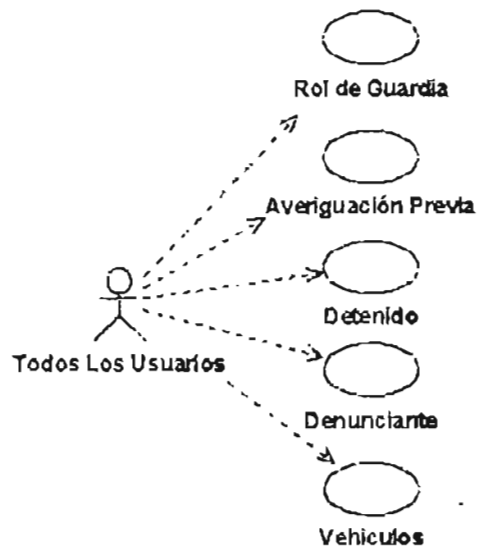 Rol de Guardia
Averiguación Previa
Detenido
Todos Los Usuarios
Denunciante
Vehiculos